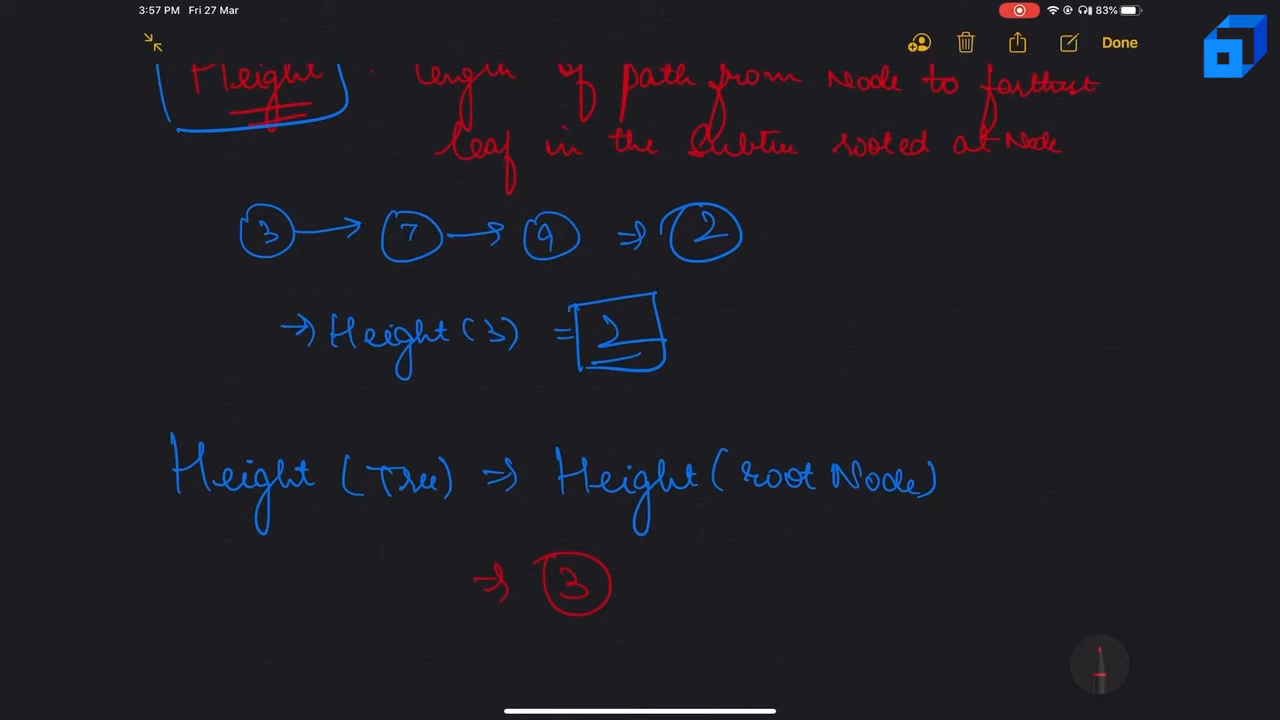 3:57 PM Fri 27 Mar
83%
Done
Height : length of path from Node to farthest
leaf in the Subtree rooted at Node
3 → 7 → 9 ⇒ 2
→ Height (3) = 2
Height (Tree) ⇒ Height (root Node)
⇒ 3